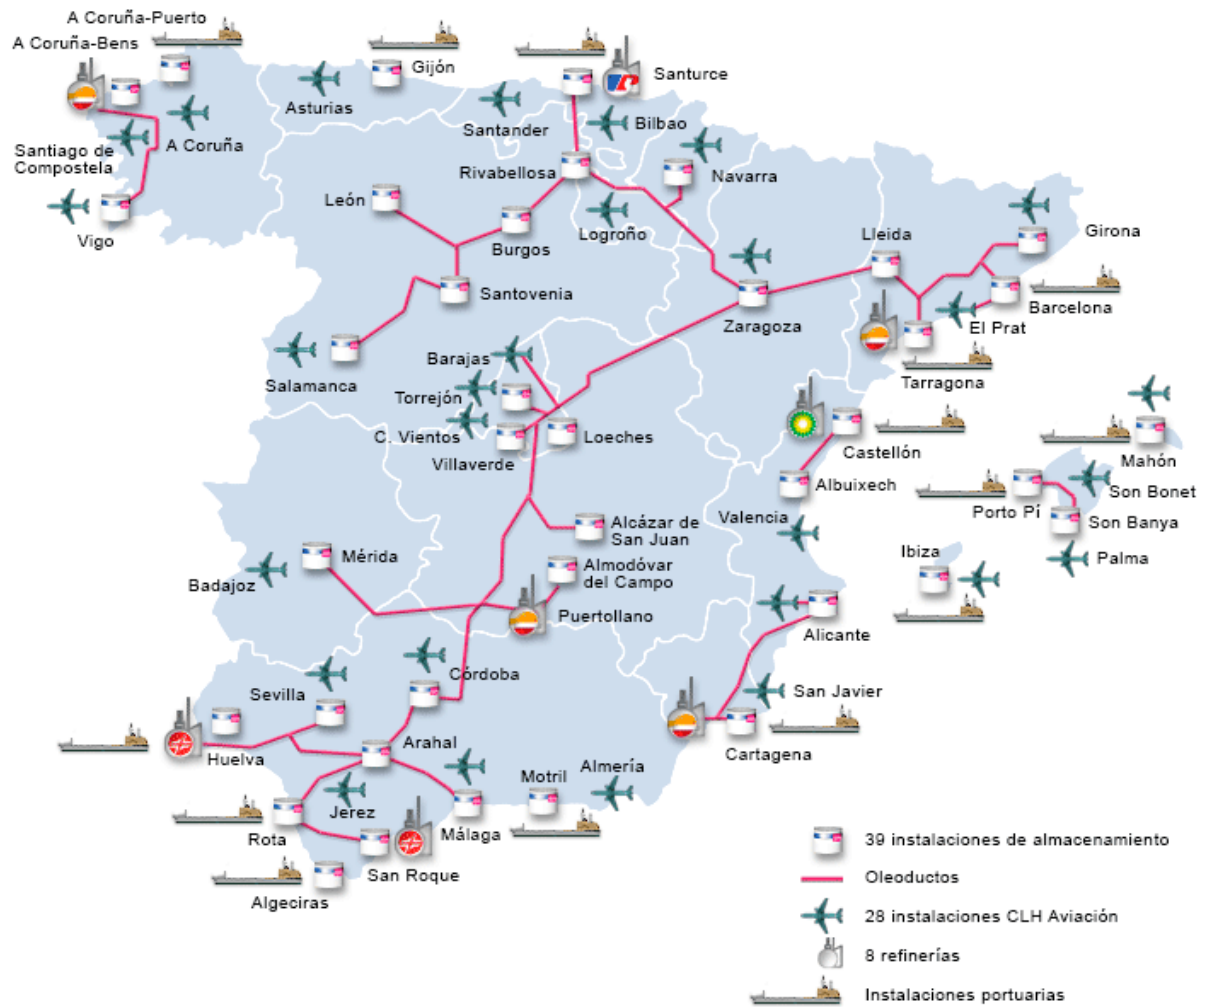 A Coruña-Puerto
A Coruña-Bens
Gijón
Santurce
Asturias
Santander
Bilbao
A Coruña
Santiago de
Compostela
Rivabellosa
Navarra
León
Vigo
Burgos
Logroño
Lleida
Girona
Santovenia
Zaragoza
El Prat
Barcelona
Barajas
Salamanca
Tarragona
Torrejón
C. Vientos
Villaverde
Loeches
Castellón
Mahón
Albuixech
Son Bonet
Porto Pí
Valencia
Son Banya
Alcázar de
San Juan
Mérida
Ibiza
Palma
Almodóvar
del Campo
Badajoz
Puertollano
Alicante
Córdoba
Sevilla
San Javier
Arahal
Huelva
Cartagena
Almería
Motril
Jerez
Rota
Málaga
San Roque
Algeciras
39 instalaciones de almacenamiento
Oleoductos
28 instalaciones CLH Aviación
8 refinerías
Instalaciones portuarias